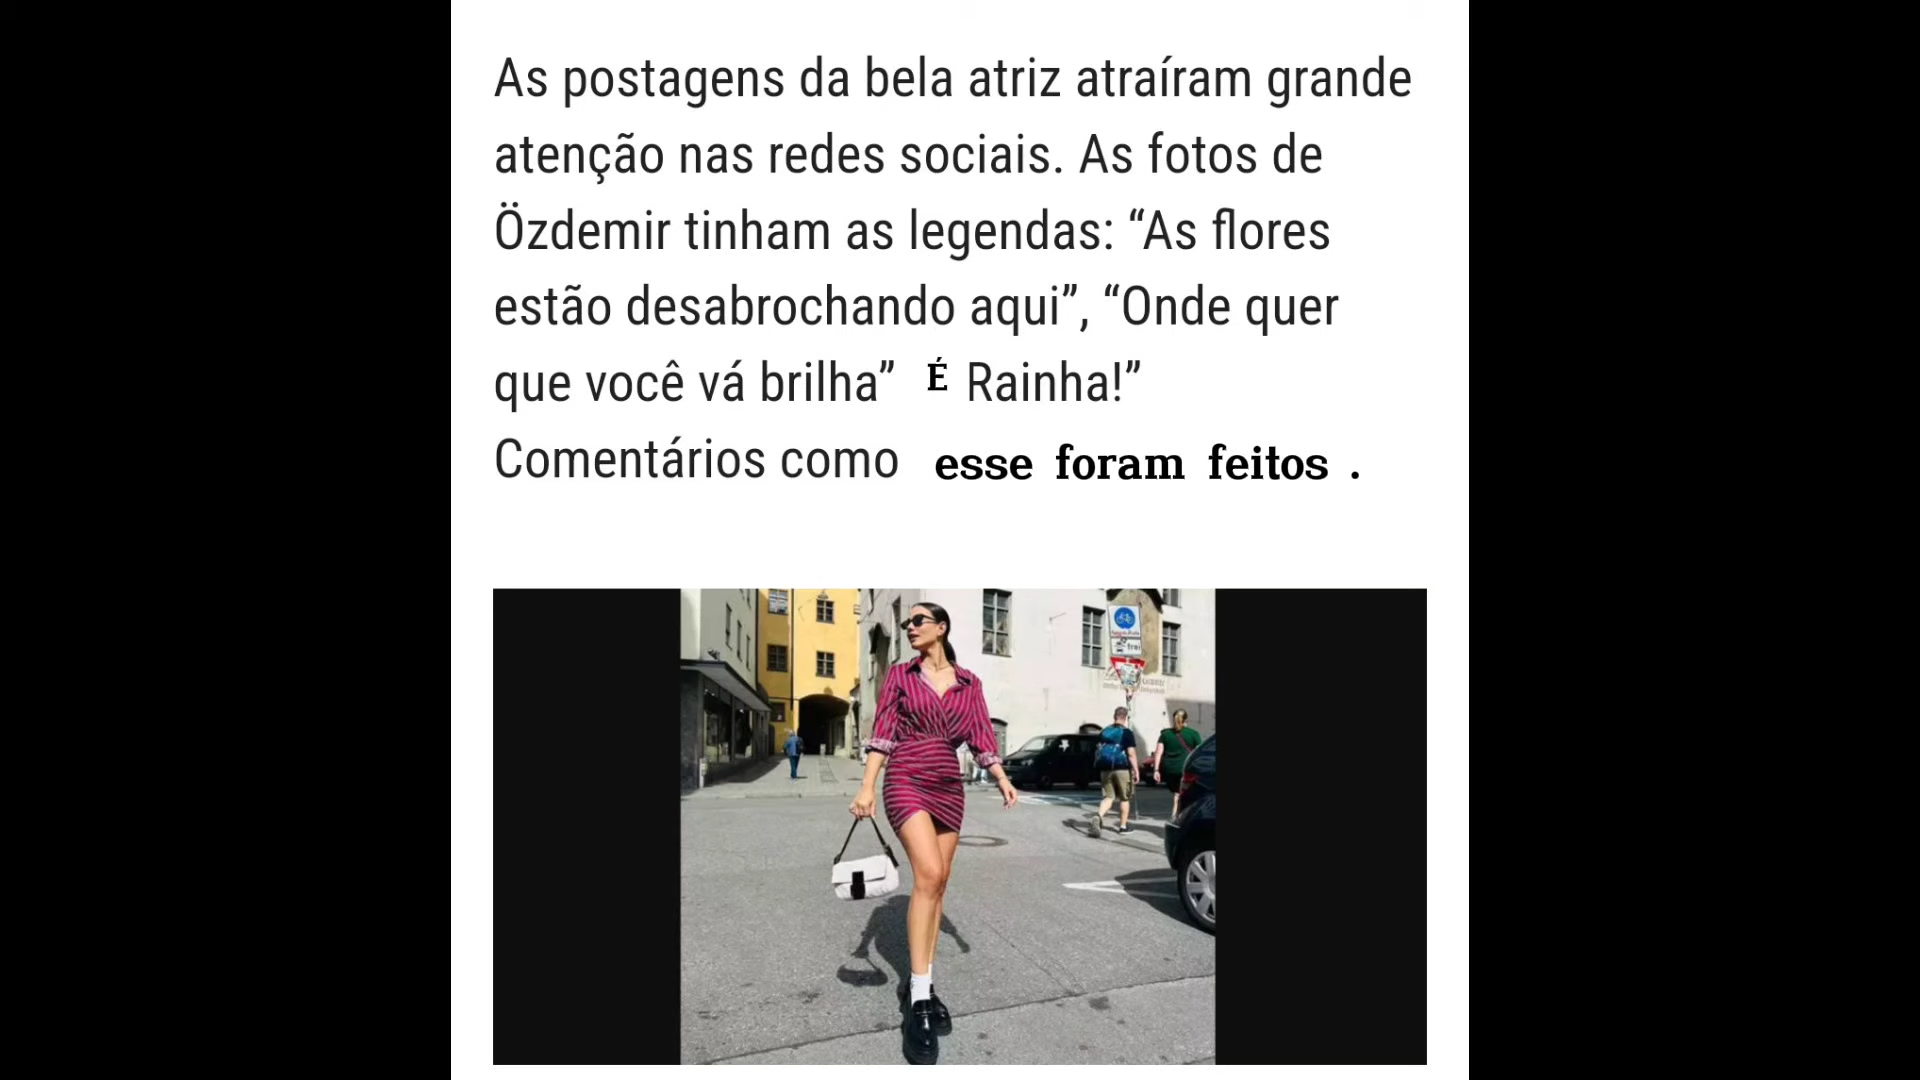 As postagens da bela atriz atraíram grande
atenção nas redes sociais. As fotos de
Özdemir tinham as legendas: “As flores
estão desabrochando aqui”, “Onde quer
que você vá brilha” É Rainha!”
Comentários como esse foram feitos .
frei